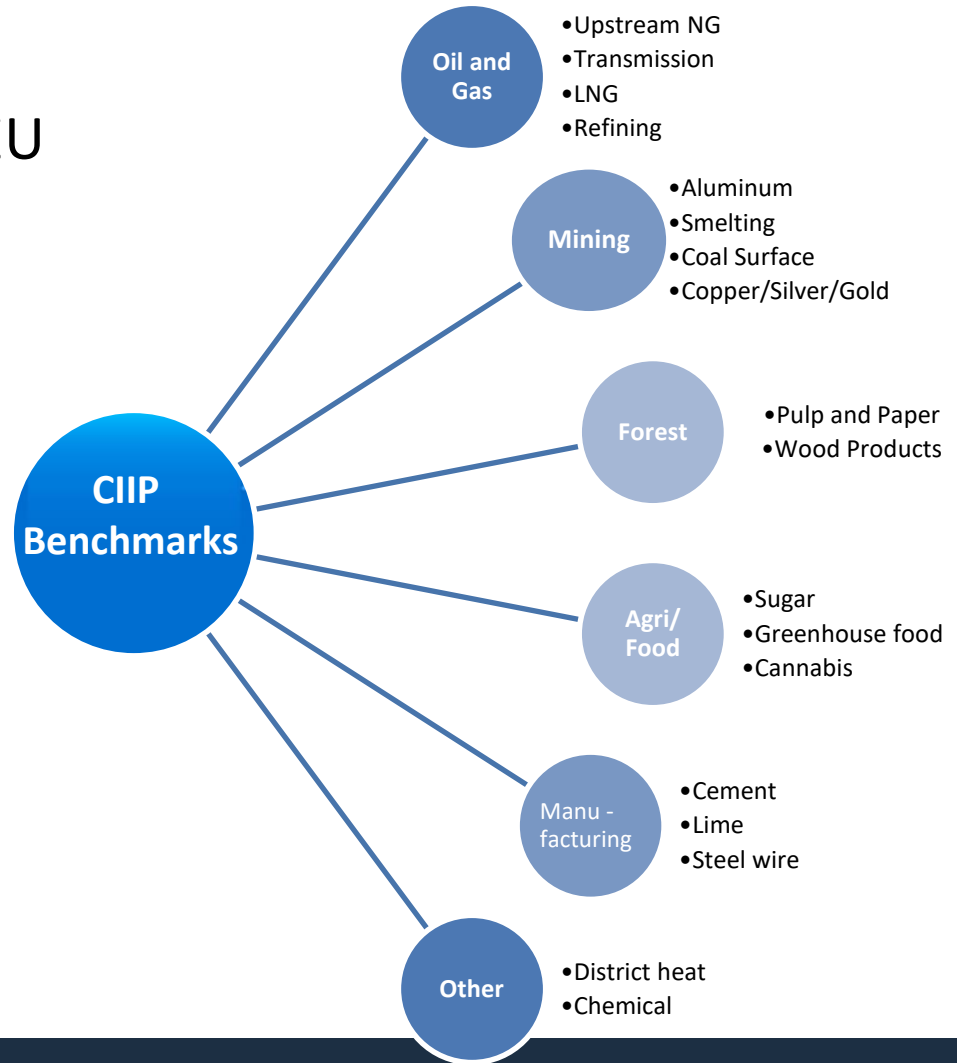 CIIP
Benchmarks
Oil and
Gas
•Upstream NG
•Transmission
•LNG
•Refining
Mining
•Aluminum
•Smelting
•Coal Surface
•Copper/Silver/Gold
Forest
•Pulp and Paper
•Wood Products
Agri/
Food
•Sugar
•Greenhouse food
•Cannabis
Manu -
facturing
•Cement
•Lime
•Steel wire
Other
•District heat
•Chemical